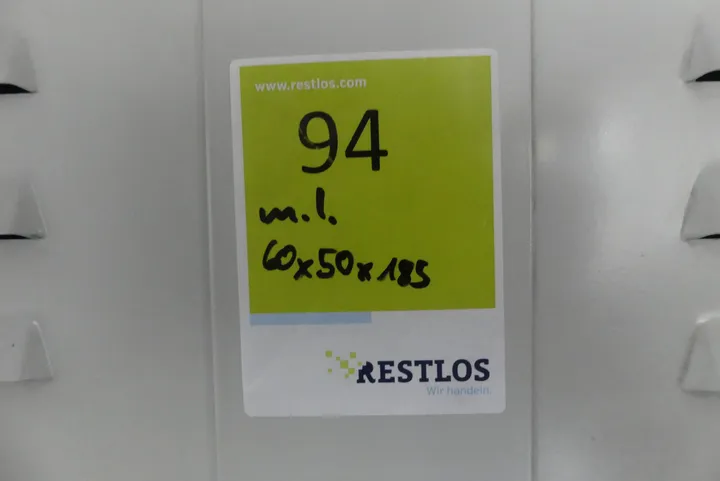 www.restlos.com
94
m.l.
60x50x185
RESTLOS
Wir handeln.